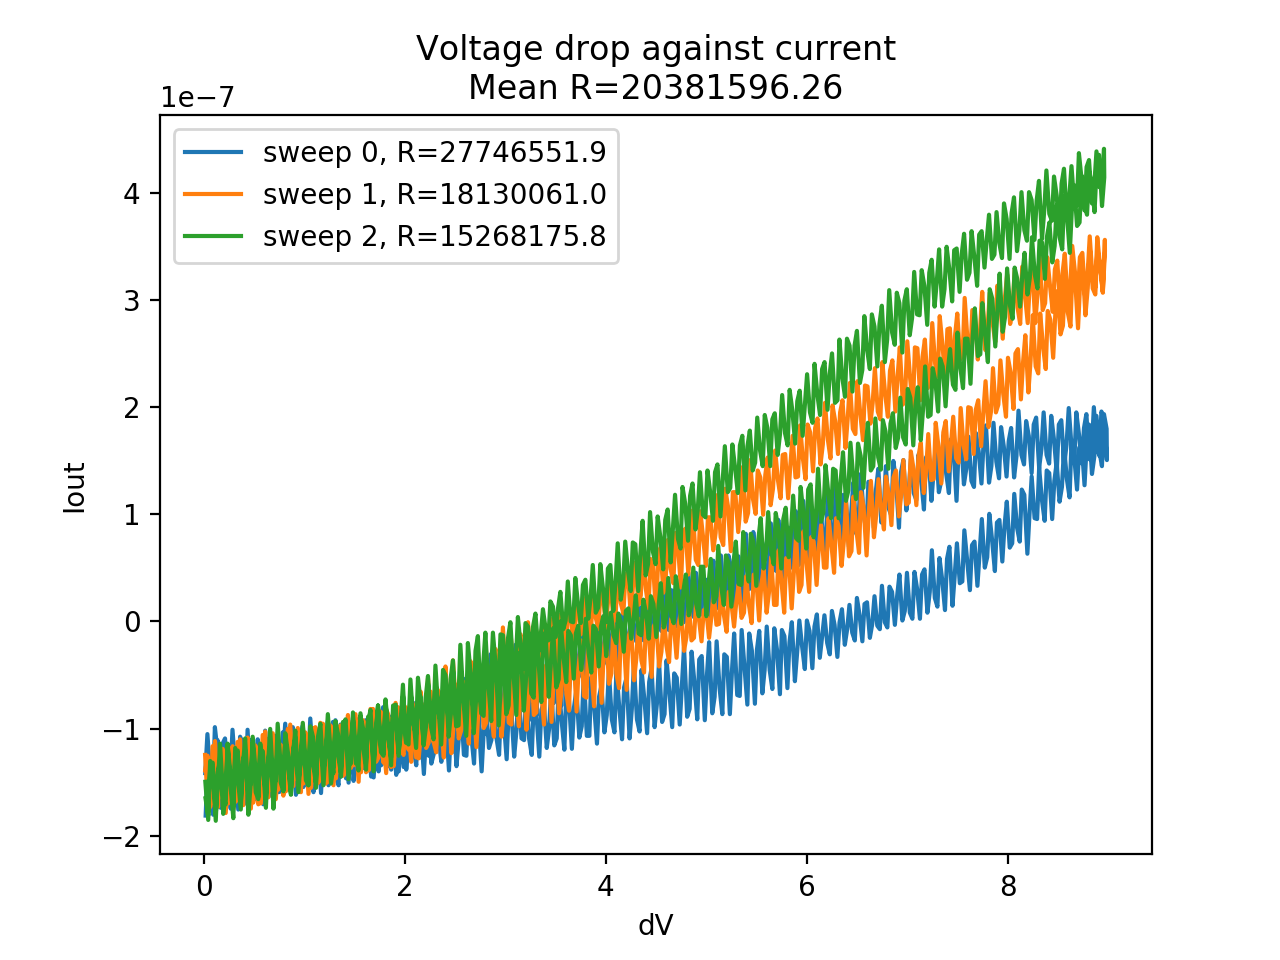 Voltage drop against current
Mean R=20381596.26
1e−7
sweep 0, R=27746551.9
sweep 1, R=18130061.0
sweep 2, R=15268175.8
4
3
2
1
0
−1
−2
Iout
0 2 4 6 8
dV